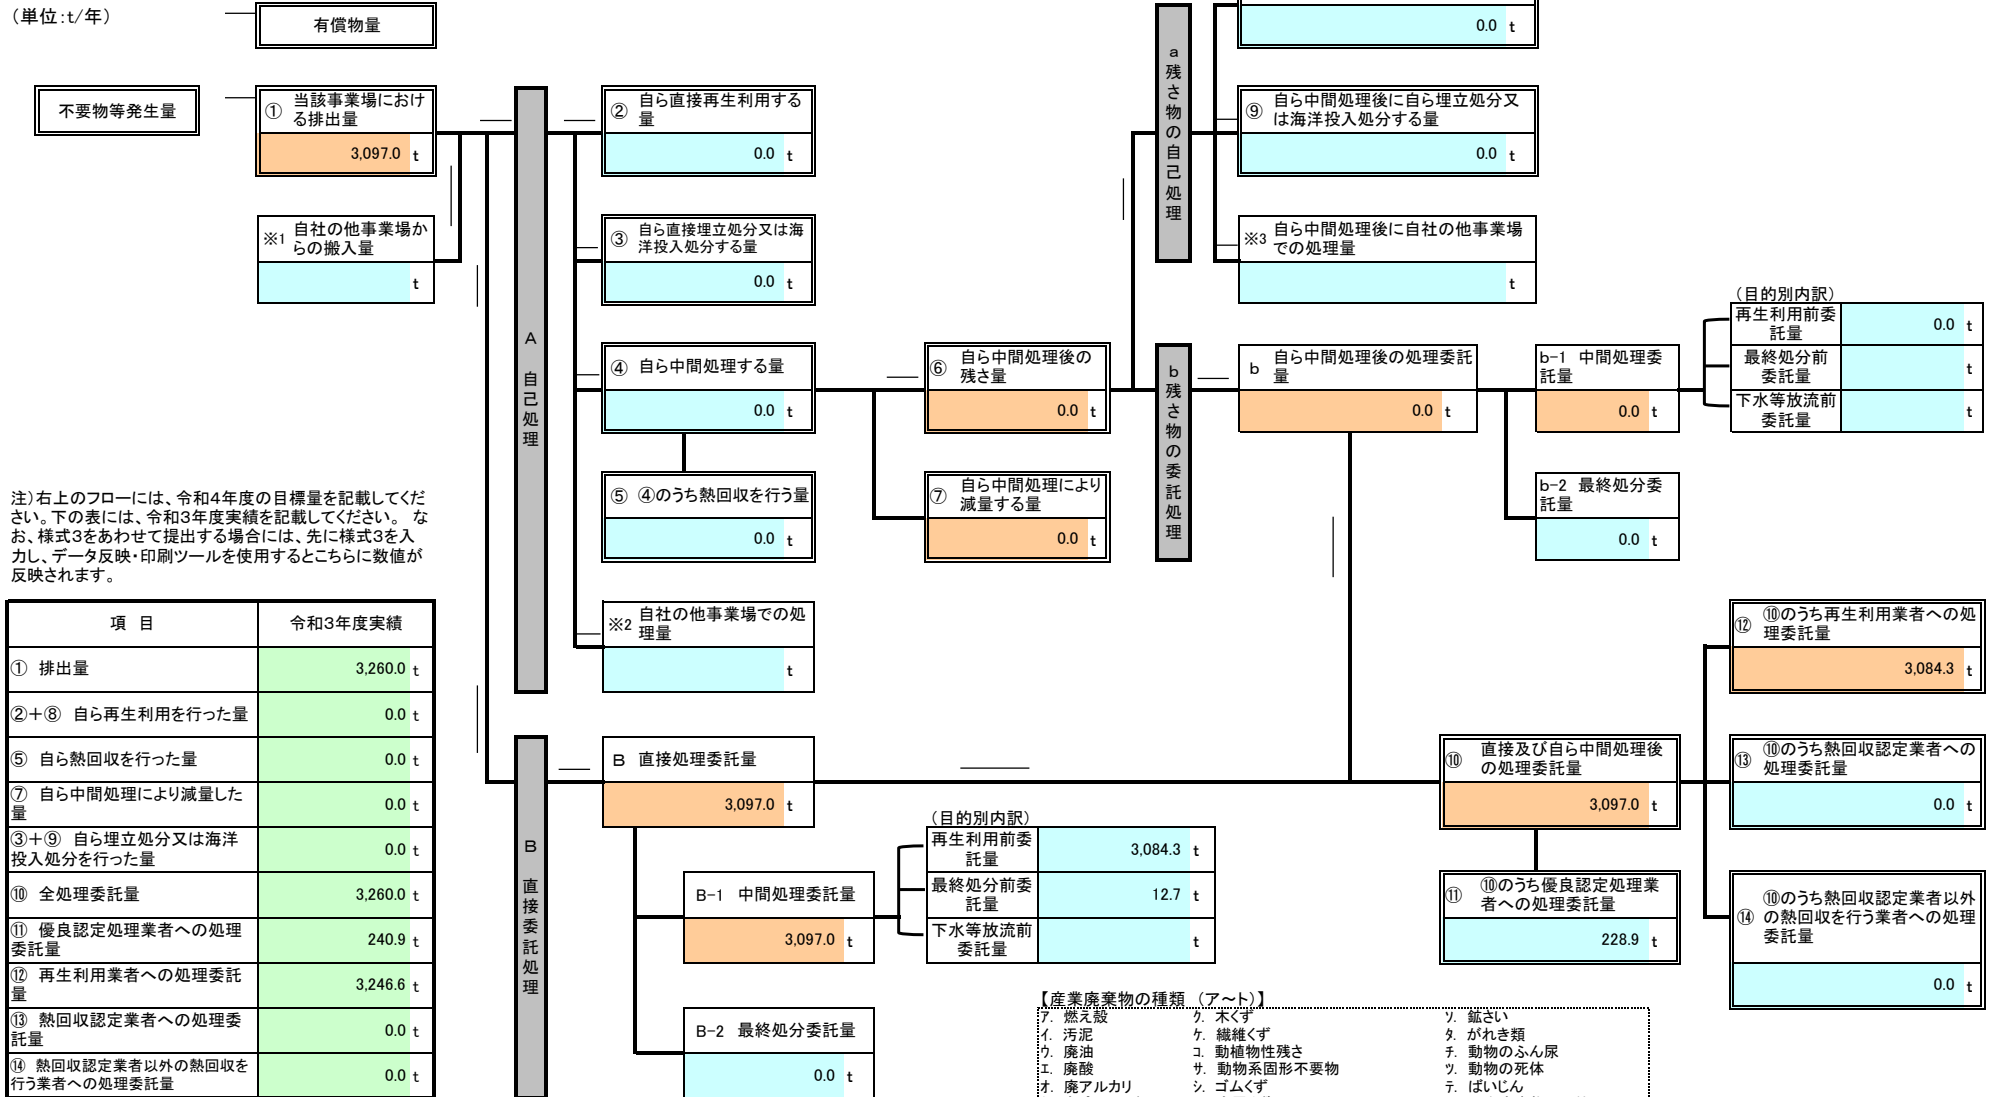 （単位：t/年）
有償物量
0.0 t
不要物等発生量
① 当該事業場におけ
る排出量
3,097.0 t
※1 自社の他事業場か
らの搬入量
t
A 自己処理
② 自ら直接再生利用する
量
0.0 t
③ 自ら直接埋立処分又は海
洋投入処分する量
0.0 t
④ 自ら中間処理する量
0.0 t
⑤ ④のうち熱回収を行う量
0.0 t
※2 自社の他事業場での処
理量
t
⑥ 自ら中間処理後の
残さ量
0.0 t
⑦ 自ら中間処理により
減量する量
0.0 t
a 残さ物の自己処理
⑨ 自ら中間処理後に自ら埋立処分又
は海洋投入処分する量
0.0 t
※3 自ら中間処理後に自社の他事業場
での処理量
t
b 残さ物の委託処理
b 自ら中間処理後の処理委託
量
0.0 t
b-1 中間処理委
託量
0.0 t
b-2 最終処分委
託量
0.0 t
（目的別内訳）
再生利用前委
託量
0.0 t
最終処分前
委託量
t
下水等放流前
委託量
t
注）右上のフローには、令和４年度の目標量を記載してくだ
さい。下の表には、令和３年度実績を記載してください。 な
お、様式３をあわせて提出する場合には、先に様式３を入
力し、データ反映・印刷ツールを使用するとこちらに数値が
反映されます。
項 目 令和３年度実績
① 排出量 3,260.0 t
②＋⑧ 自ら再生利用を行った量 0.0 t
⑤ 自ら熱回収を行った量 0.0 t
⑦ 自ら中間処理により減量した
量 0.0 t
③＋⑨ 自ら埋立処分又は海洋
投入処分を行った量 0.0 t
⑩ 全処理委託量 3,260.0 t
⑪ 優良認定処理業者への処理
委託量 240.9 t
⑫ 再生利用業者への処理委託
量 3,246.6 t
⑬ 熱回収認定業者への処理委
託量 0.0 t
⑭ 熱回収認定業者以外の熱回収を
行う業者への処理委託量 0.0 t
B 直接委託処理
B 直接処理委託量
3,097.0 t
B-1 中間処理委託量
3,097.0 t
B-2 最終処分委託量
0.0 t
（目的別内訳）
再生利用前委
託量
3,084.3 t
最終処分前委
託量
12.7 t
下水等放流前
委託量
t
⑩ 直接及び自ら中間処理後
の処理委託量
3,097.0 t
⑪ ⑩のうち優良認定処理業
者への処理委託量
228.9 t
⑫ ⑩のうち再生利用業者への処
理委託量
3,084.3 t
⑬ ⑩のうち熱回収認定業者への
処理委託量
0.0 t
⑭ ⑩のうち熱回収認定業者以外
の熱回収を行う業者への処理
委託量
0.0 t
【産業廃棄物の種類 （ア～ト）】
ｱ. 燃え殻 ｸ. 木くず ｿ. 鉱さい
ｲ. 汚泥 ｹ. 繊維くず ﾀ. がれき類
ｳ. 廃油 ｺ. 動植物性残さ ﾁ. 動物のふん尿
ｴ. 廃酸 ｻ. 動物系固形不要物 ﾂ. 動物の死体
ｵ. 廃アルカリ ｼ. ゴムくず ﾃ. ばいじん